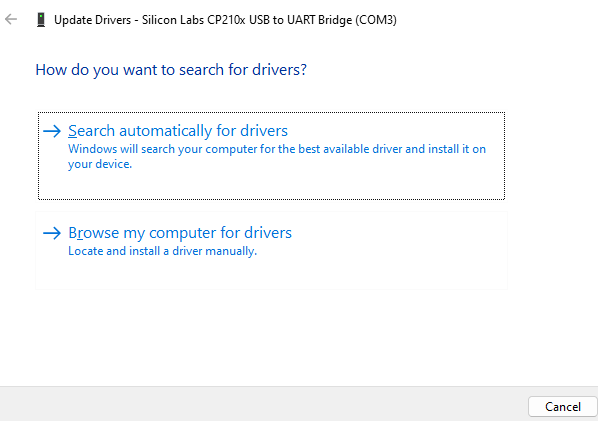 Update Drivers - Silicon Labs CP210x USB to UART Bridge (COM3)
How do you want to search for drivers?
Search automatically for drivers
Windows will search your computer for the best available driver and install it on
your device.
Browse my computer for drivers
Locate and install a driver manually.
Cancel